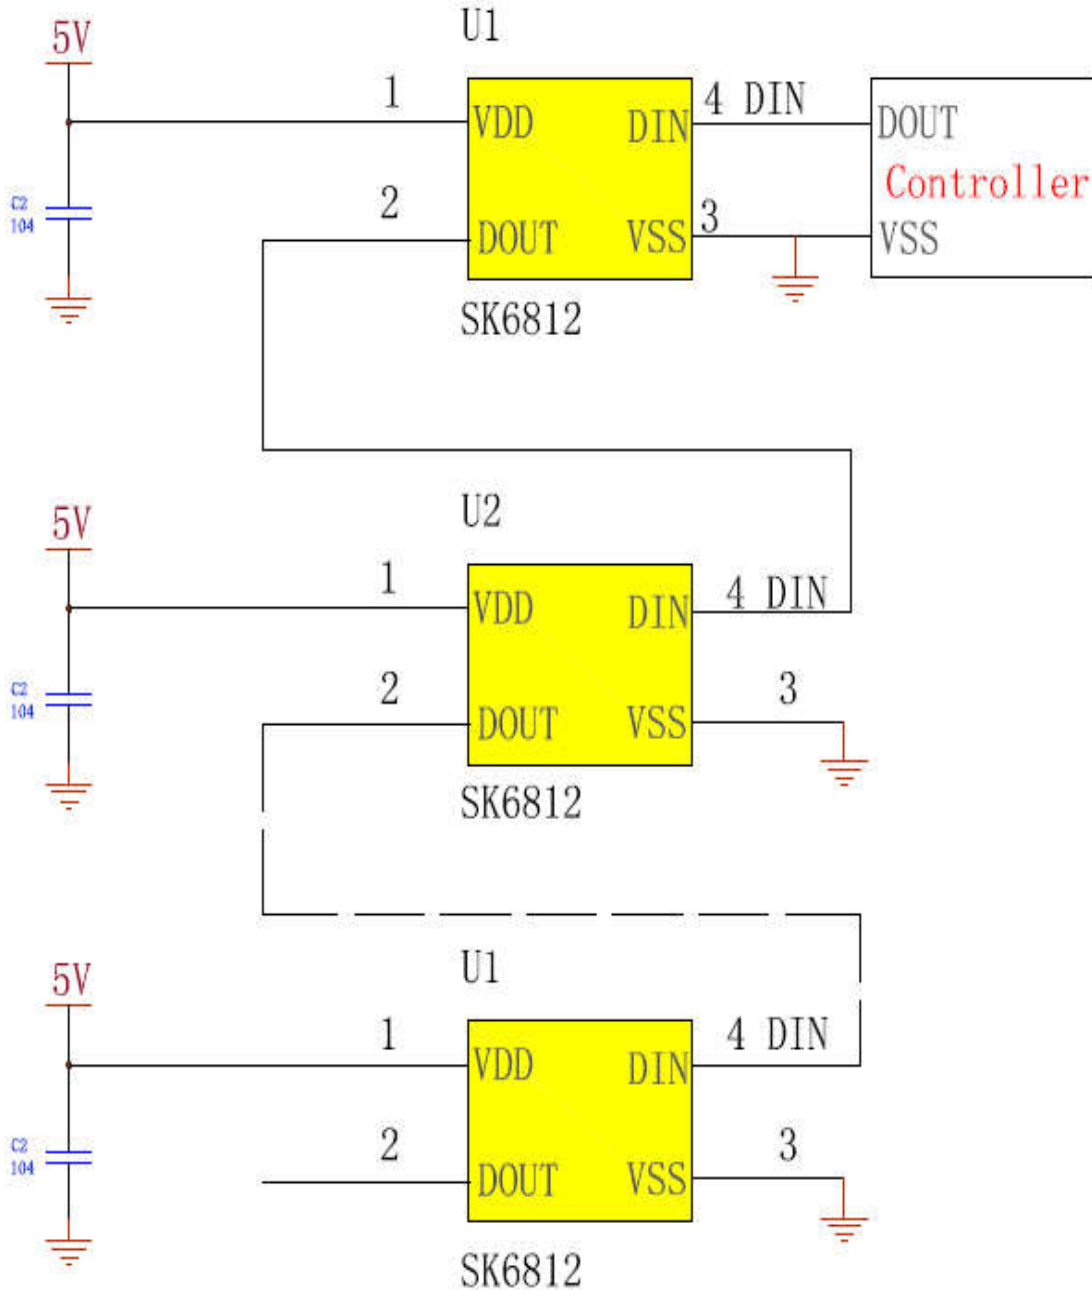 U1
5V
1
4 DIN
VDD
DIN
DOUT
Controller
2
3
C2
104
DOUT
VSS
VSS
SK6812
U2
5V
1
4 DIN
VDD
DIN
2
3
C2
104
DOUT
VSS
SK6812
U1
5V
1
4 DIN
VDD
DIN
2
3
C2
104
DOUT
VSS
SK6812